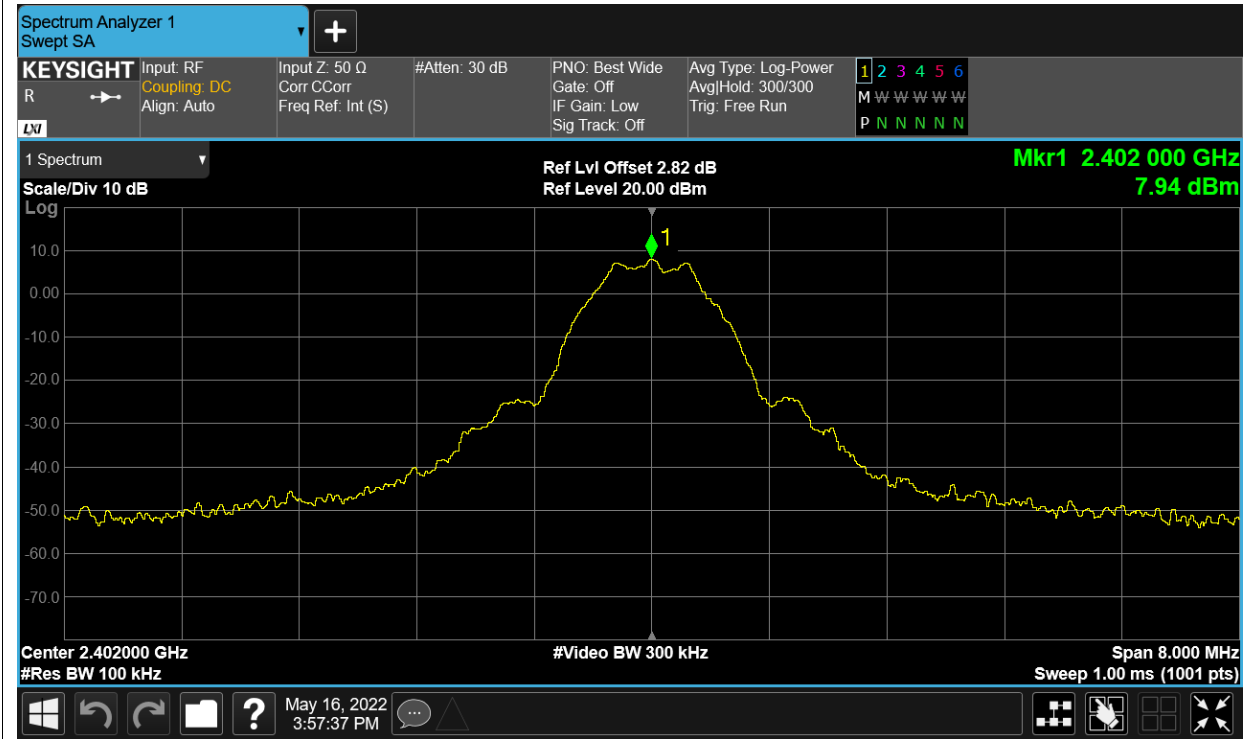 Spectrum Analyzer 1
Swept SA
KEYSIGHT
R
LXI
Input: RF
Coupling: DC
Align: Auto
Input Z: 50 Ω
Corr CCorr
Freq Ref: Int (S)
#Atten: 30 dB
PNO: Best Wide
Gate: Off
IF Gain: Low
Sig Track: Off
Avg Type: Log-Power
Avg|Hold: 300/300
Trig: Free Run
1 2 3 4 5 6
M W W W W W W
P N N N N N N
1 Spectrum
Scale/Div 10 dB
Log
Ref Lvl Offset 2.82 dB
Ref Level 20.00 dBm
Mkr1 2.402 000 GHz
7.94 dBm
1
10.0
0.00
-10.0
-20.0
-30.0
-40.0
-50.0
-60.0
-70.0
Center 2.402000 GHz
#Res BW 100 kHz
#Video BW 300 kHz
Span 8.000 MHz
Sweep 1.00 ms (1001 pts)
?
May 16, 2022
3:57:37 PM